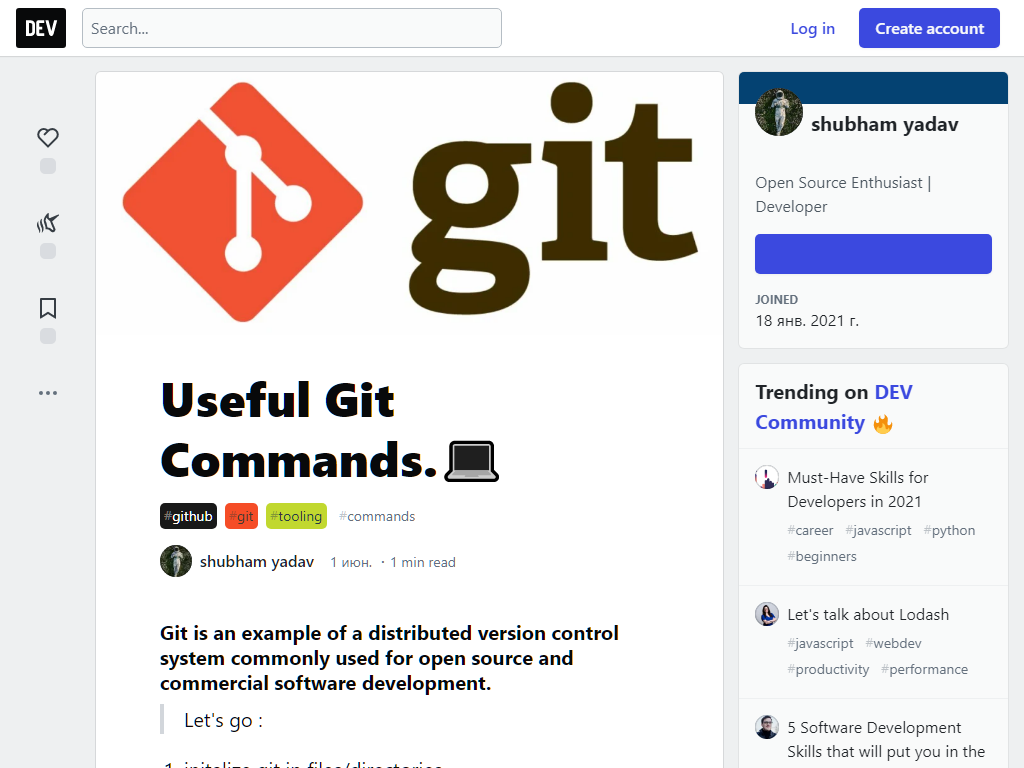 DEV
Search...
Log in
Create account
git
Useful Git
Commands.
#github #git #tooling #commands
shubham yadav 1 июн. ・1 min read
Git is an example of a distributed version control
system commonly used for open source and
commercial software development.
Let's go :
1. initalize git in files/directories
shubham yadav
Open Source Enthusiast |
Developer
JOINED
18 янв. 2021 г.
Trending on DEV
Community 🔥
Must-Have Skills for
Developers in 2021
#career #javascript #python
#beginners
Let's talk about Lodash
#javascript #webdev
#productivity #performance
5 Software Development
Skills that will put you in the